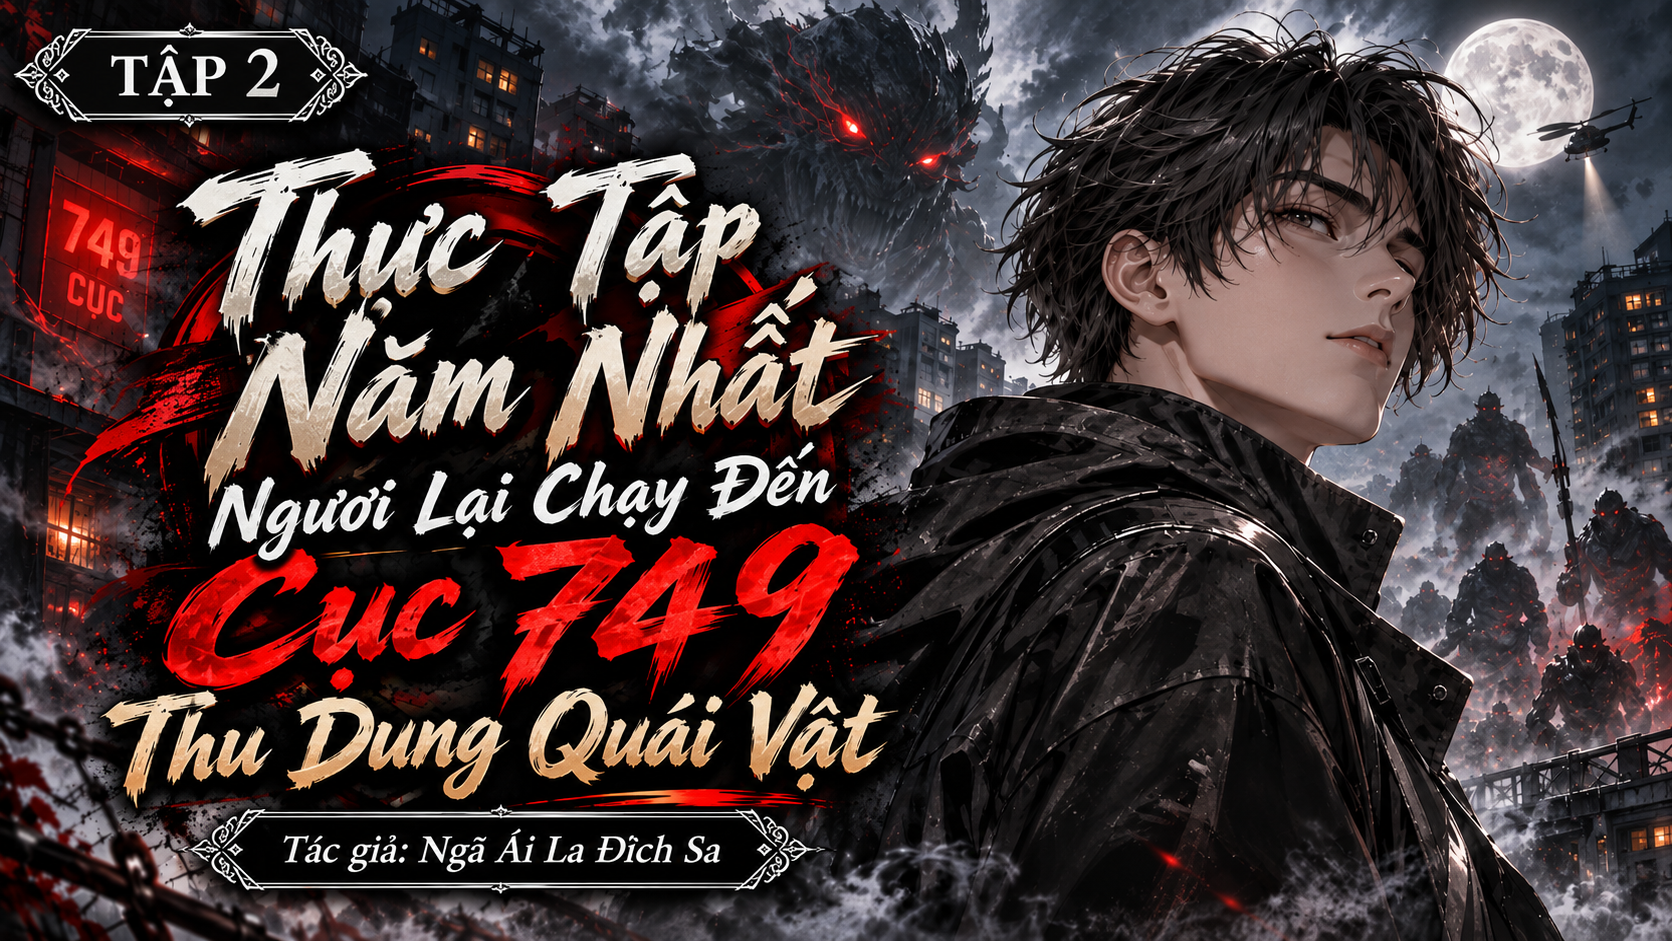 TẬP 2
749
CỤC
Thực Tập
Năm Nhất
Ngươi Lại Chạy Đến
Cục 749
Thu Dung Quái Vật
Tác giả: Ngã Ái La Đích Sa